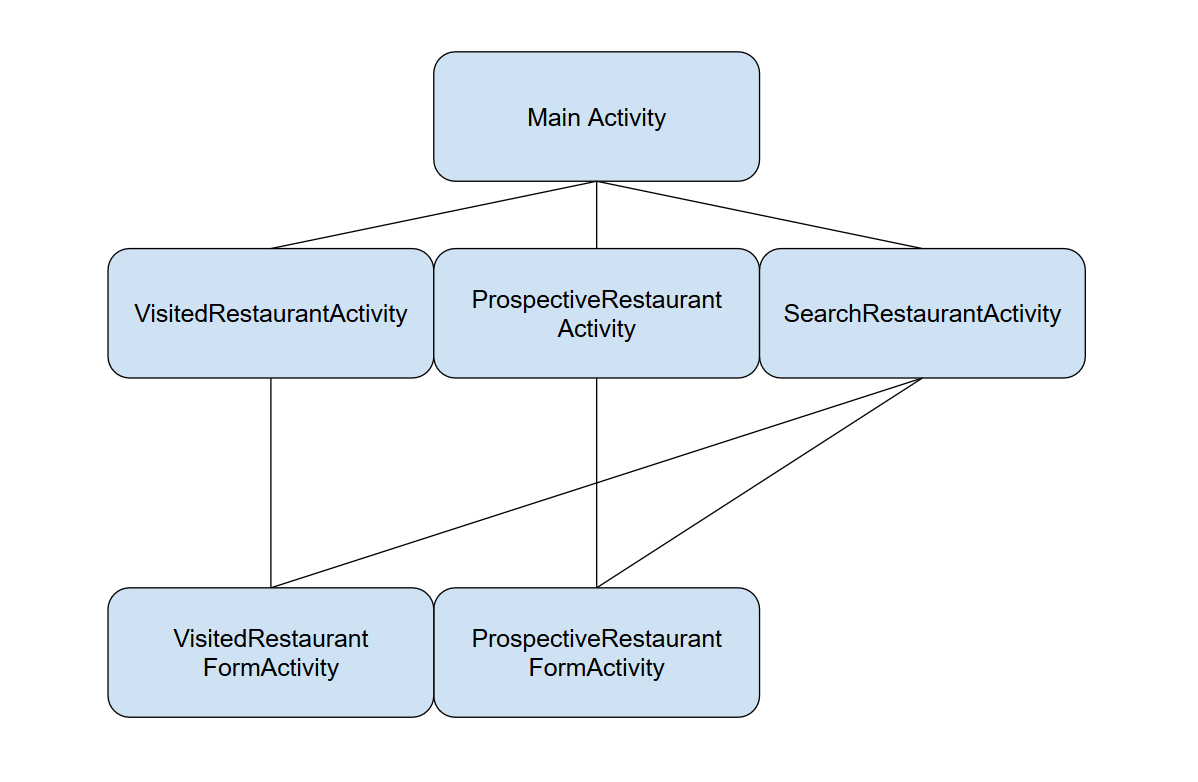 Main Activity
VisitedRestaurantActivity
ProspectiveRestaurant
Activity
SearchRestaurantActivity
VisitedRestaurant
FormActivity
ProspectiveRestaurant
FormActivity